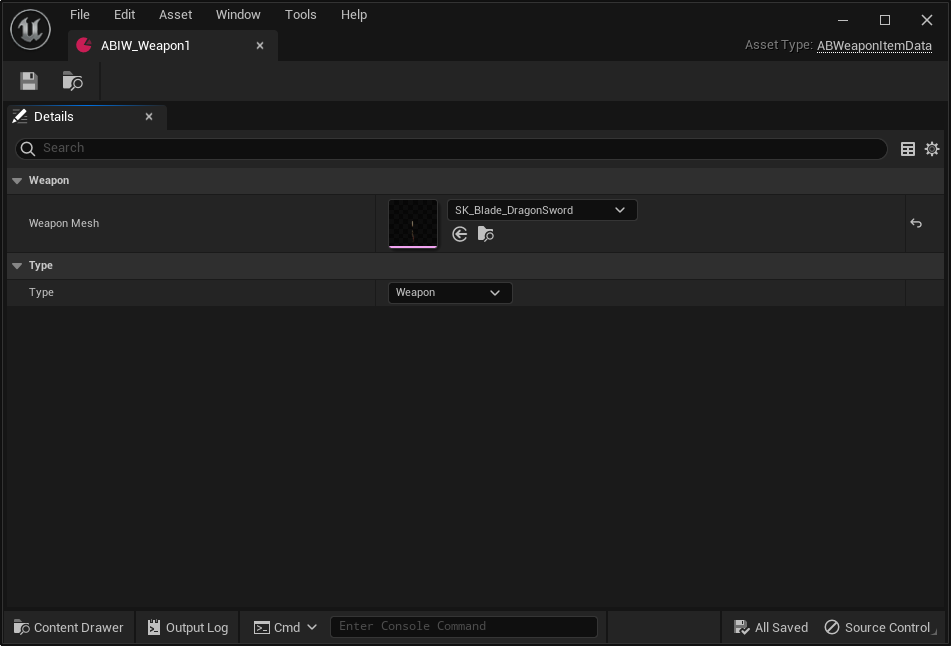 File Edit Asset Window Tools Help
ABIW_Weapon1
Asset Type: ABWeaponItemData
Details
Search
Weapon
Weapon Mesh
SK_Blade_DragonSword
Type
Type
Weapon
Content Drawer Output Log Cmd Enter Console Command All Saved Source Control